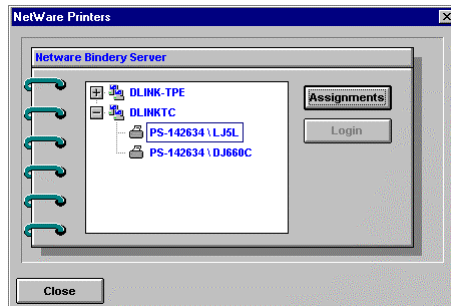 NetWare Printers
Netware Bindery Server
DLINK-TPE
DLINKTC
PS-142634 \ LJ5L
PS-142634 \ DJ660C
Assignments
Login
Close